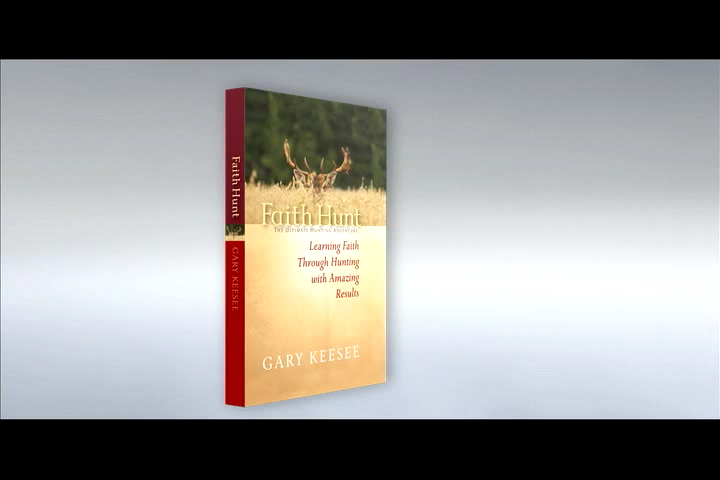 Faith Hunt
GARY KEESEE
Faith Hunt
THE ULTIMATE HUNTING ADVENTURE
Learning Faith
Through Hunting
with Amazing
Results
GARY KEESEE